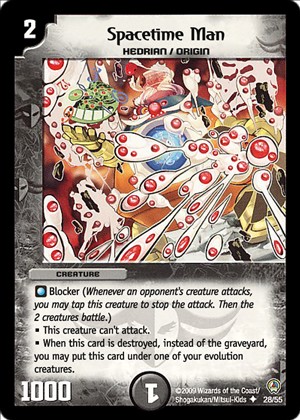 2
Spacetime Man
HEDRIAN / ORIGIN
CREATURE
Blocker (Whenever an opponent's creature attacks,
you may tap this creature to stop the attack. Then the
2 creatures battle.)
• This creature can't attack.
• When this card is destroyed, instead of the graveyard,
you may put this card under one of your evolution
creatures.
1000
1
©2009 Wizards of the Coast/
Shogakukan/Mitsui-Kids ✦ 28/55